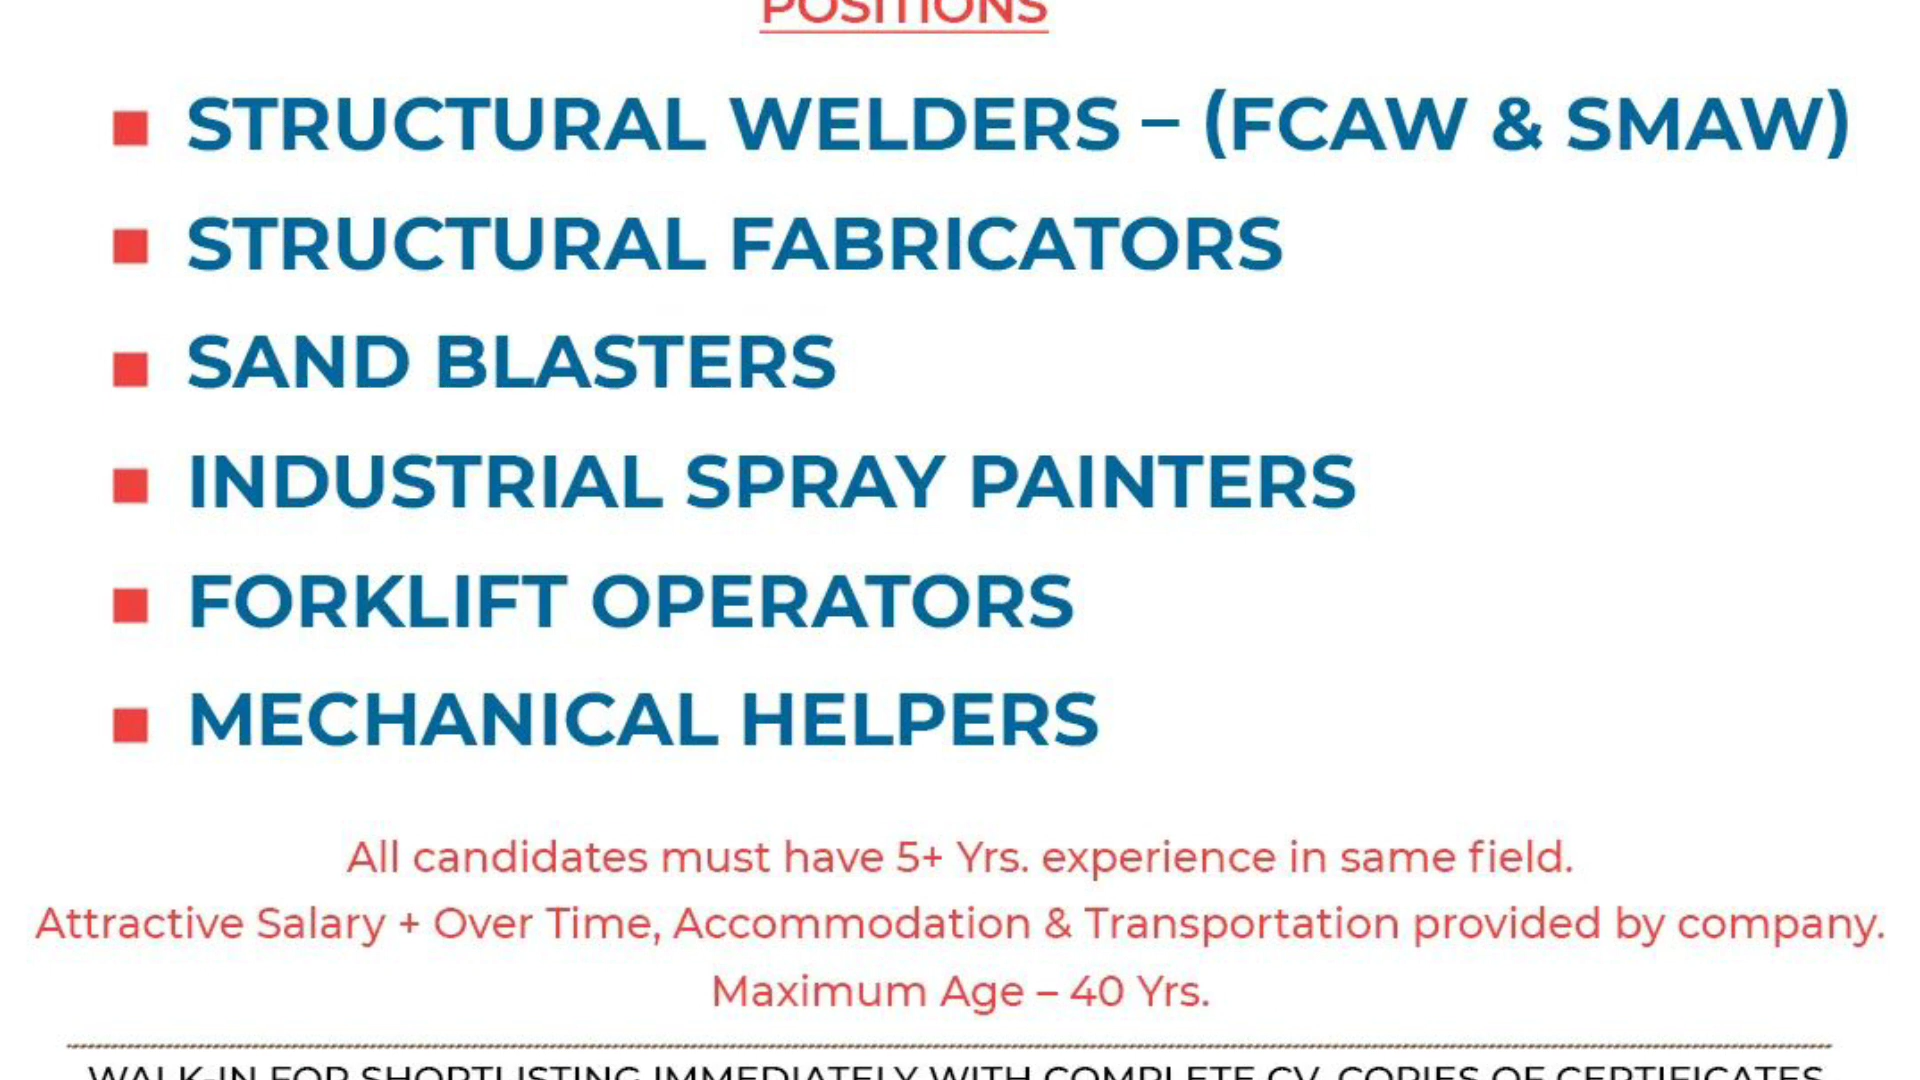 POSITIONS
STRUCTURAL WELDERS – (FCAW & SMAW)
STRUCTURAL FABRICATORS
SAND BLASTERS
INDUSTRIAL SPRAY PAINTERS
FORKLIFT OPERATORS
MECHANICAL HELPERS
All candidates must have 5+ Yrs. experience in same field.
Attractive Salary + Over Time, Accommodation & Transportation provided by company.
Maximum Age – 40 Yrs.
WALK-IN FOR SHORTLISTING IMMEDIATELY WITH COMPLETE CV, COPIES OF CERTIFICATES